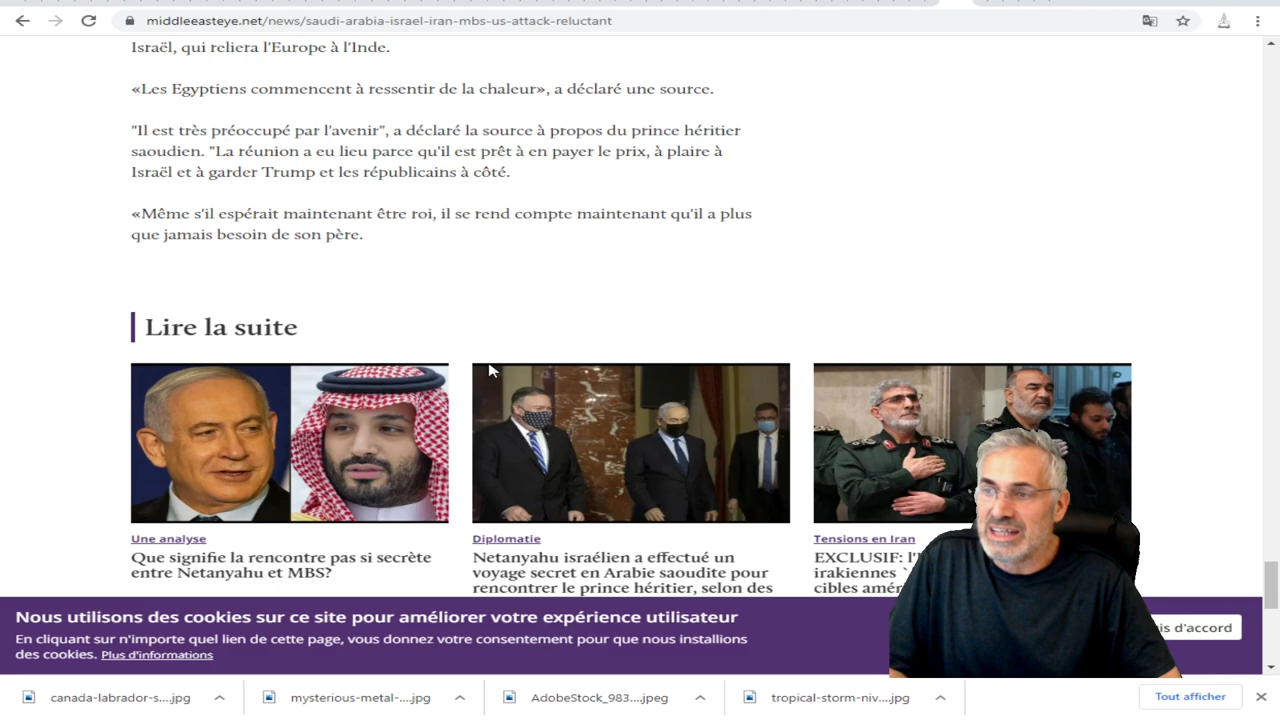 middleeasteye.net/news/saudi-arabia-israel-iran-mbs-us-attack-reluctant
Israël, qui reliera l'Europe à l'Inde.
«Les Egyptiens commencent à ressentir de la chaleur», a déclaré une source.
"Il est très préoccupé par l'avenir", a déclaré la source à propos du prince héritier
saoudien. "La réunion a eu lieu parce qu'il est prêt à en payer le prix, à plaire à
Israël et à garder Trump et les républicains à côté.
«Même s'il espérait maintenant être roi, il se rend compte maintenant qu'il a plus
que jamais besoin de son père.
Lire la suite
Une analyse
Que signifie la rencontre pas si secrète
entre Netanyahu et MBS?
Diplomatie
Netanyahu israélien a effectué un
voyage secret en Arabie saoudite pour
rencontrer le prince héritier, selon des
Tensions en Iran
EXCLUSIF:
irakiennes
cibles
Nous utilisons des cookies sur ce site pour améliorer votre expérience utilisateur
En cliquant sur n'importe quel lien de cette page, vous donnez votre consentement pour que nous installions
des cookies. Plus d'informations
d'accord
canada-labrador-s....jpg
mysterious-metal-....jpg
AdobeStock_983....jpeg
tropical-storm-niv....jpg
Tout afficher